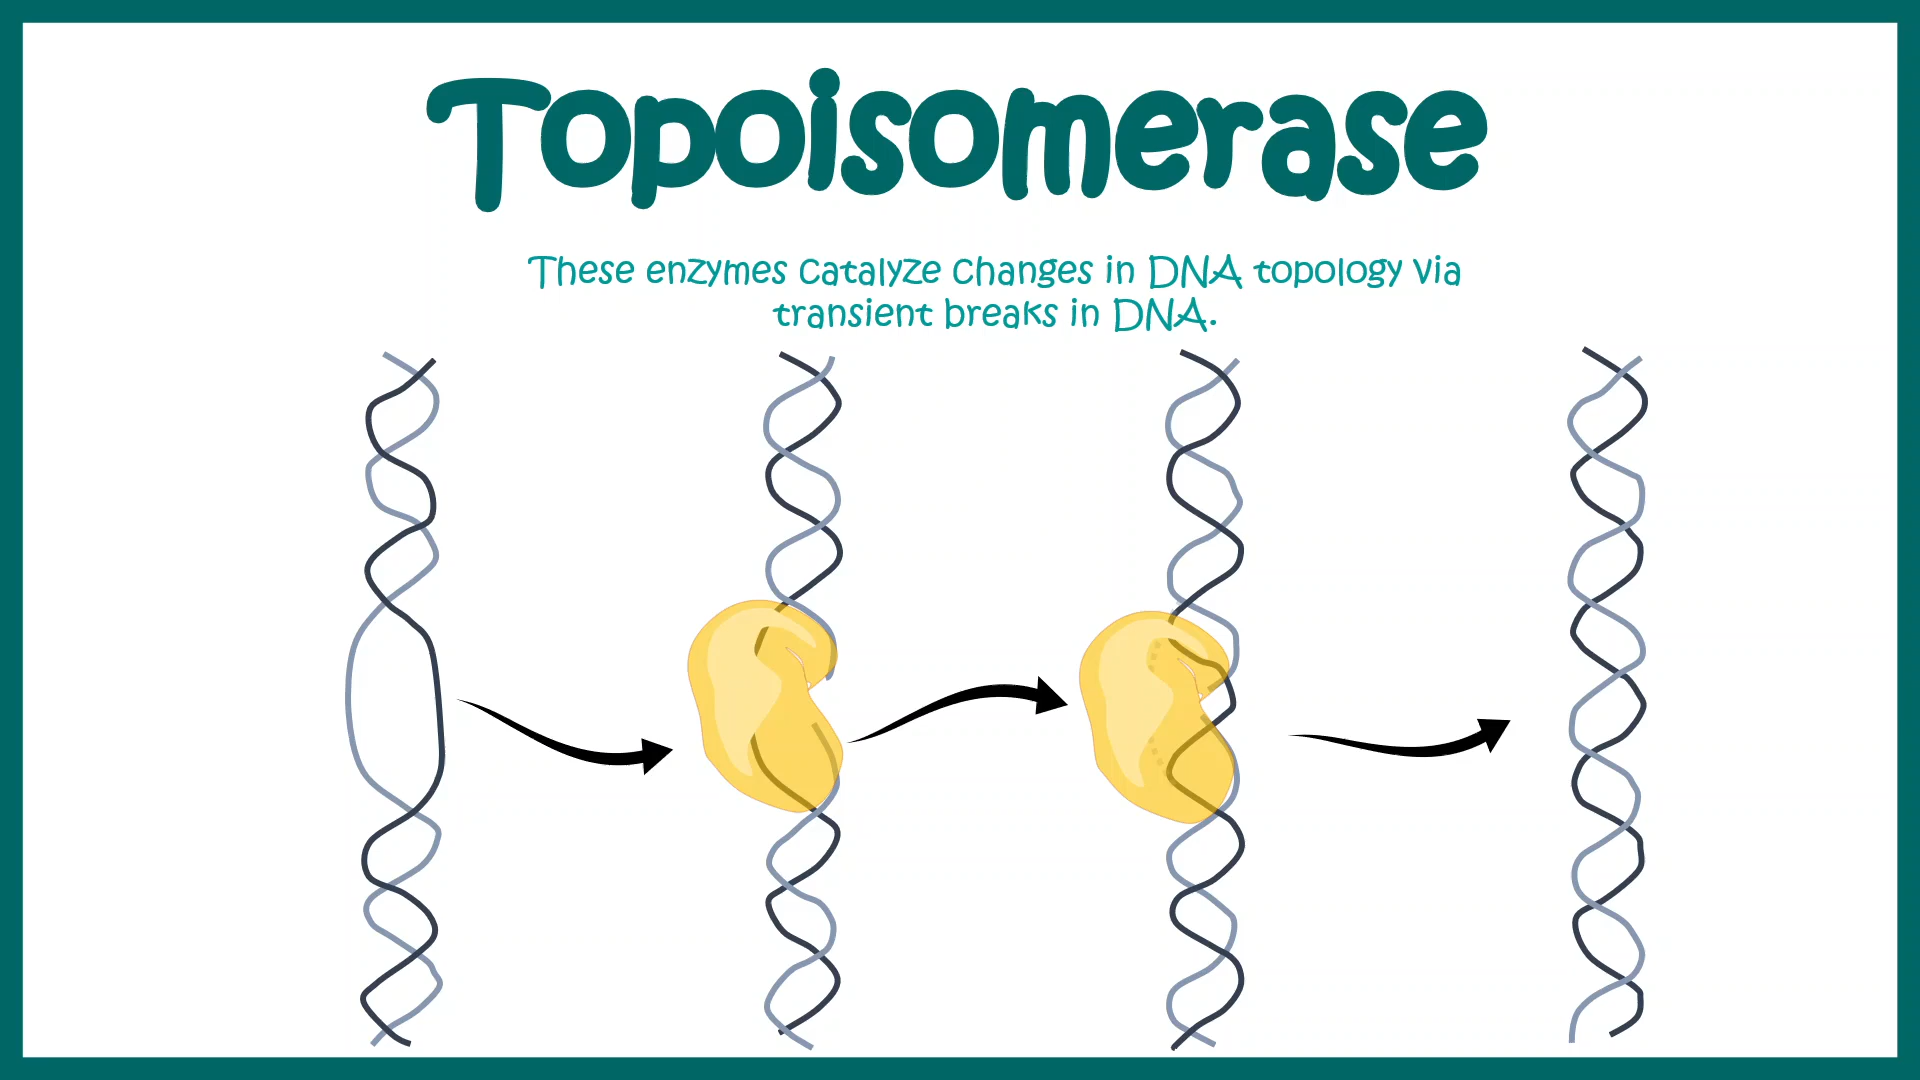 Topoisomerase
These enzymes catalyze changes in DNA topology via
transient breaks in DNA.